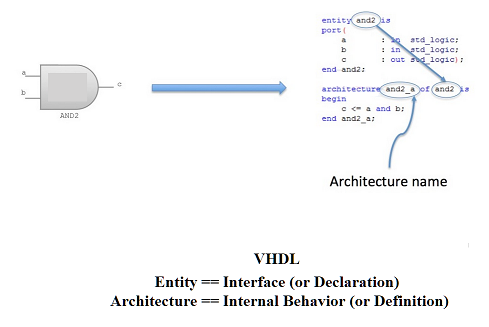 entity and2 is
port(
a : in std_logic;
b : in std_logic;
c : out std_logic);
end and2;
a
b
c
AND2
architecture and2_a of and2 is
begin
c <= a and b;
end and2_a;
Architecture name
VHDL
Entity == Interface (or Declaration)
Architecture == Internal Behavior (or Definition)